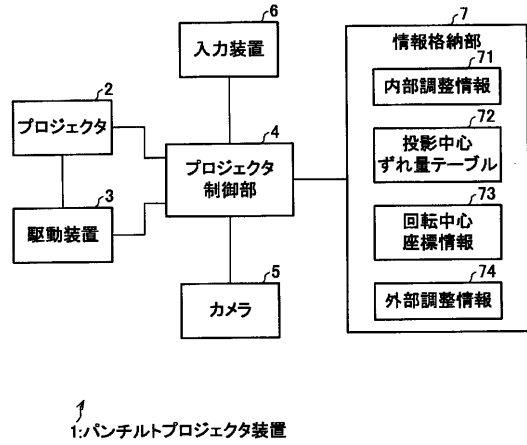 6
入力装置
7
情報格納部
71
内部調整情報
2
プロジェクタ
72
投影中心
ずれ量テーブル
4
プロジェクタ
制御部
3
駆動装置
73
回転中心
座標情報
5
カメラ
74
外部調整情報
1:パンチルトプロジェクタ装置